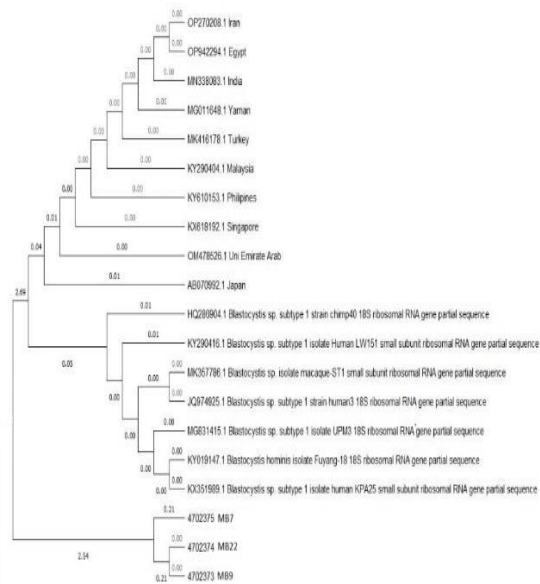 0.00
OP270208.1 Iran
0.00
0.00
OP942294.1 Egypt
0.00
0.00
MN338083.1 India
0.00
0.00
MG011648.1 Yaman
0.00
0.00
MK416178.1 Turkey
0.00
0.00
KY290404.1 Malaysia
0.00
0.00
KY610153.1 Philipines
0.00
0.00
KX618192.1 Singapore
0.01
0.00
OM478526.1 Uni Emirate Arab
0.04
0.01
AB070992.1 Japan
2.69
0.01
HQ286904.1 Blastocystis sp. subtype 1 strain chimp40 18S ribosomal RNA gene partial sequence
0.01
KY290416.1 Blastocystis sp. subtype 1 isolate Human LW151 small subunit ribosomal RNA gene partial sequence
0.05
0.00
MK357786.1 Blastocystis sp. isolate macaque-ST1 small subunit ribosomal RNA gene partial sequence
0.00
0.00
JQ974925.1 Blastocystis sp. subtype 1 strain human3 18S ribosomal RNA gene partial sequence
0.00
0.00
MG831415.1 Blastocystis sp. subtype 1 isolate UPM3 18S ribosomal RNA gene partial sequence
0.00
0.00
KY019147.1 Blastocystis hominis isolate Fuyang-18 18S ribosomal RNA gene partial sequence
0.00
0.00
KX351989.1 Blastocystis sp. subtype 1 isolate human KPA25 small subunit ribosomal RNA gene partial sequence
0.21
4702375 MB7
2.54
0.00
4702374 MB22
0.21
0.00
4702373 MB9